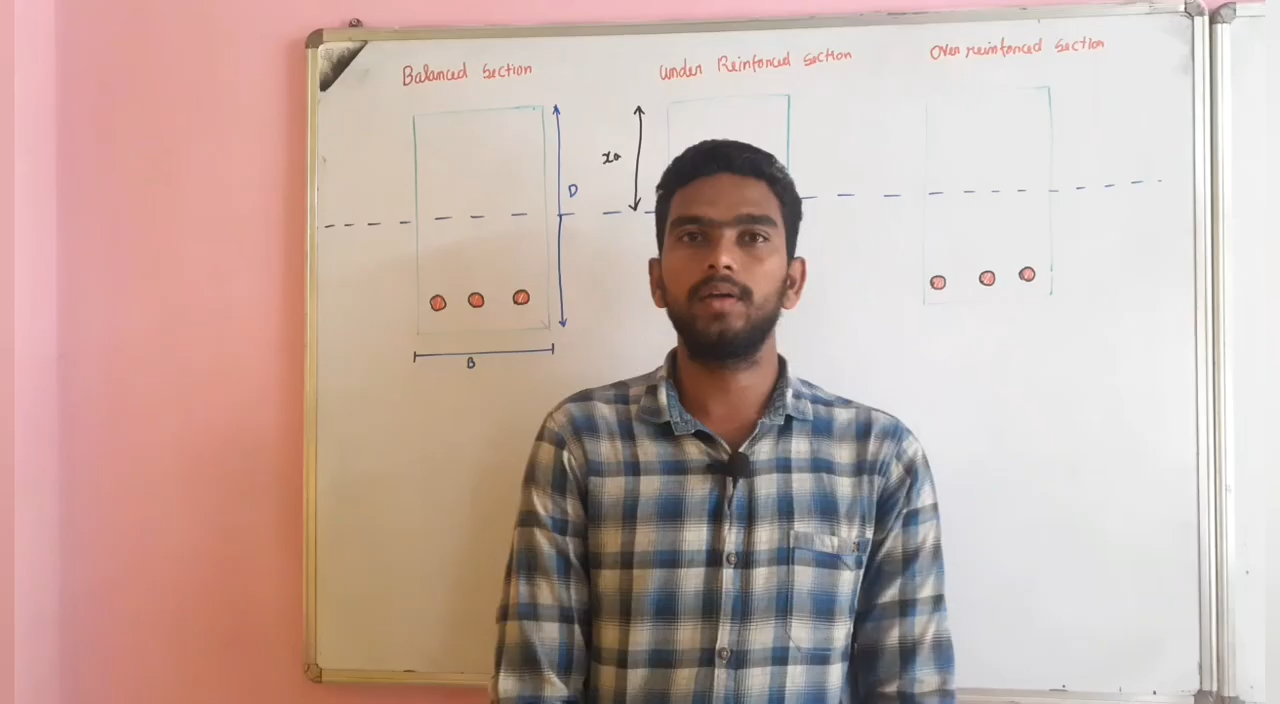 Balanced Section
Under Reinforced Section
Over reinforced Section
xa
D
B